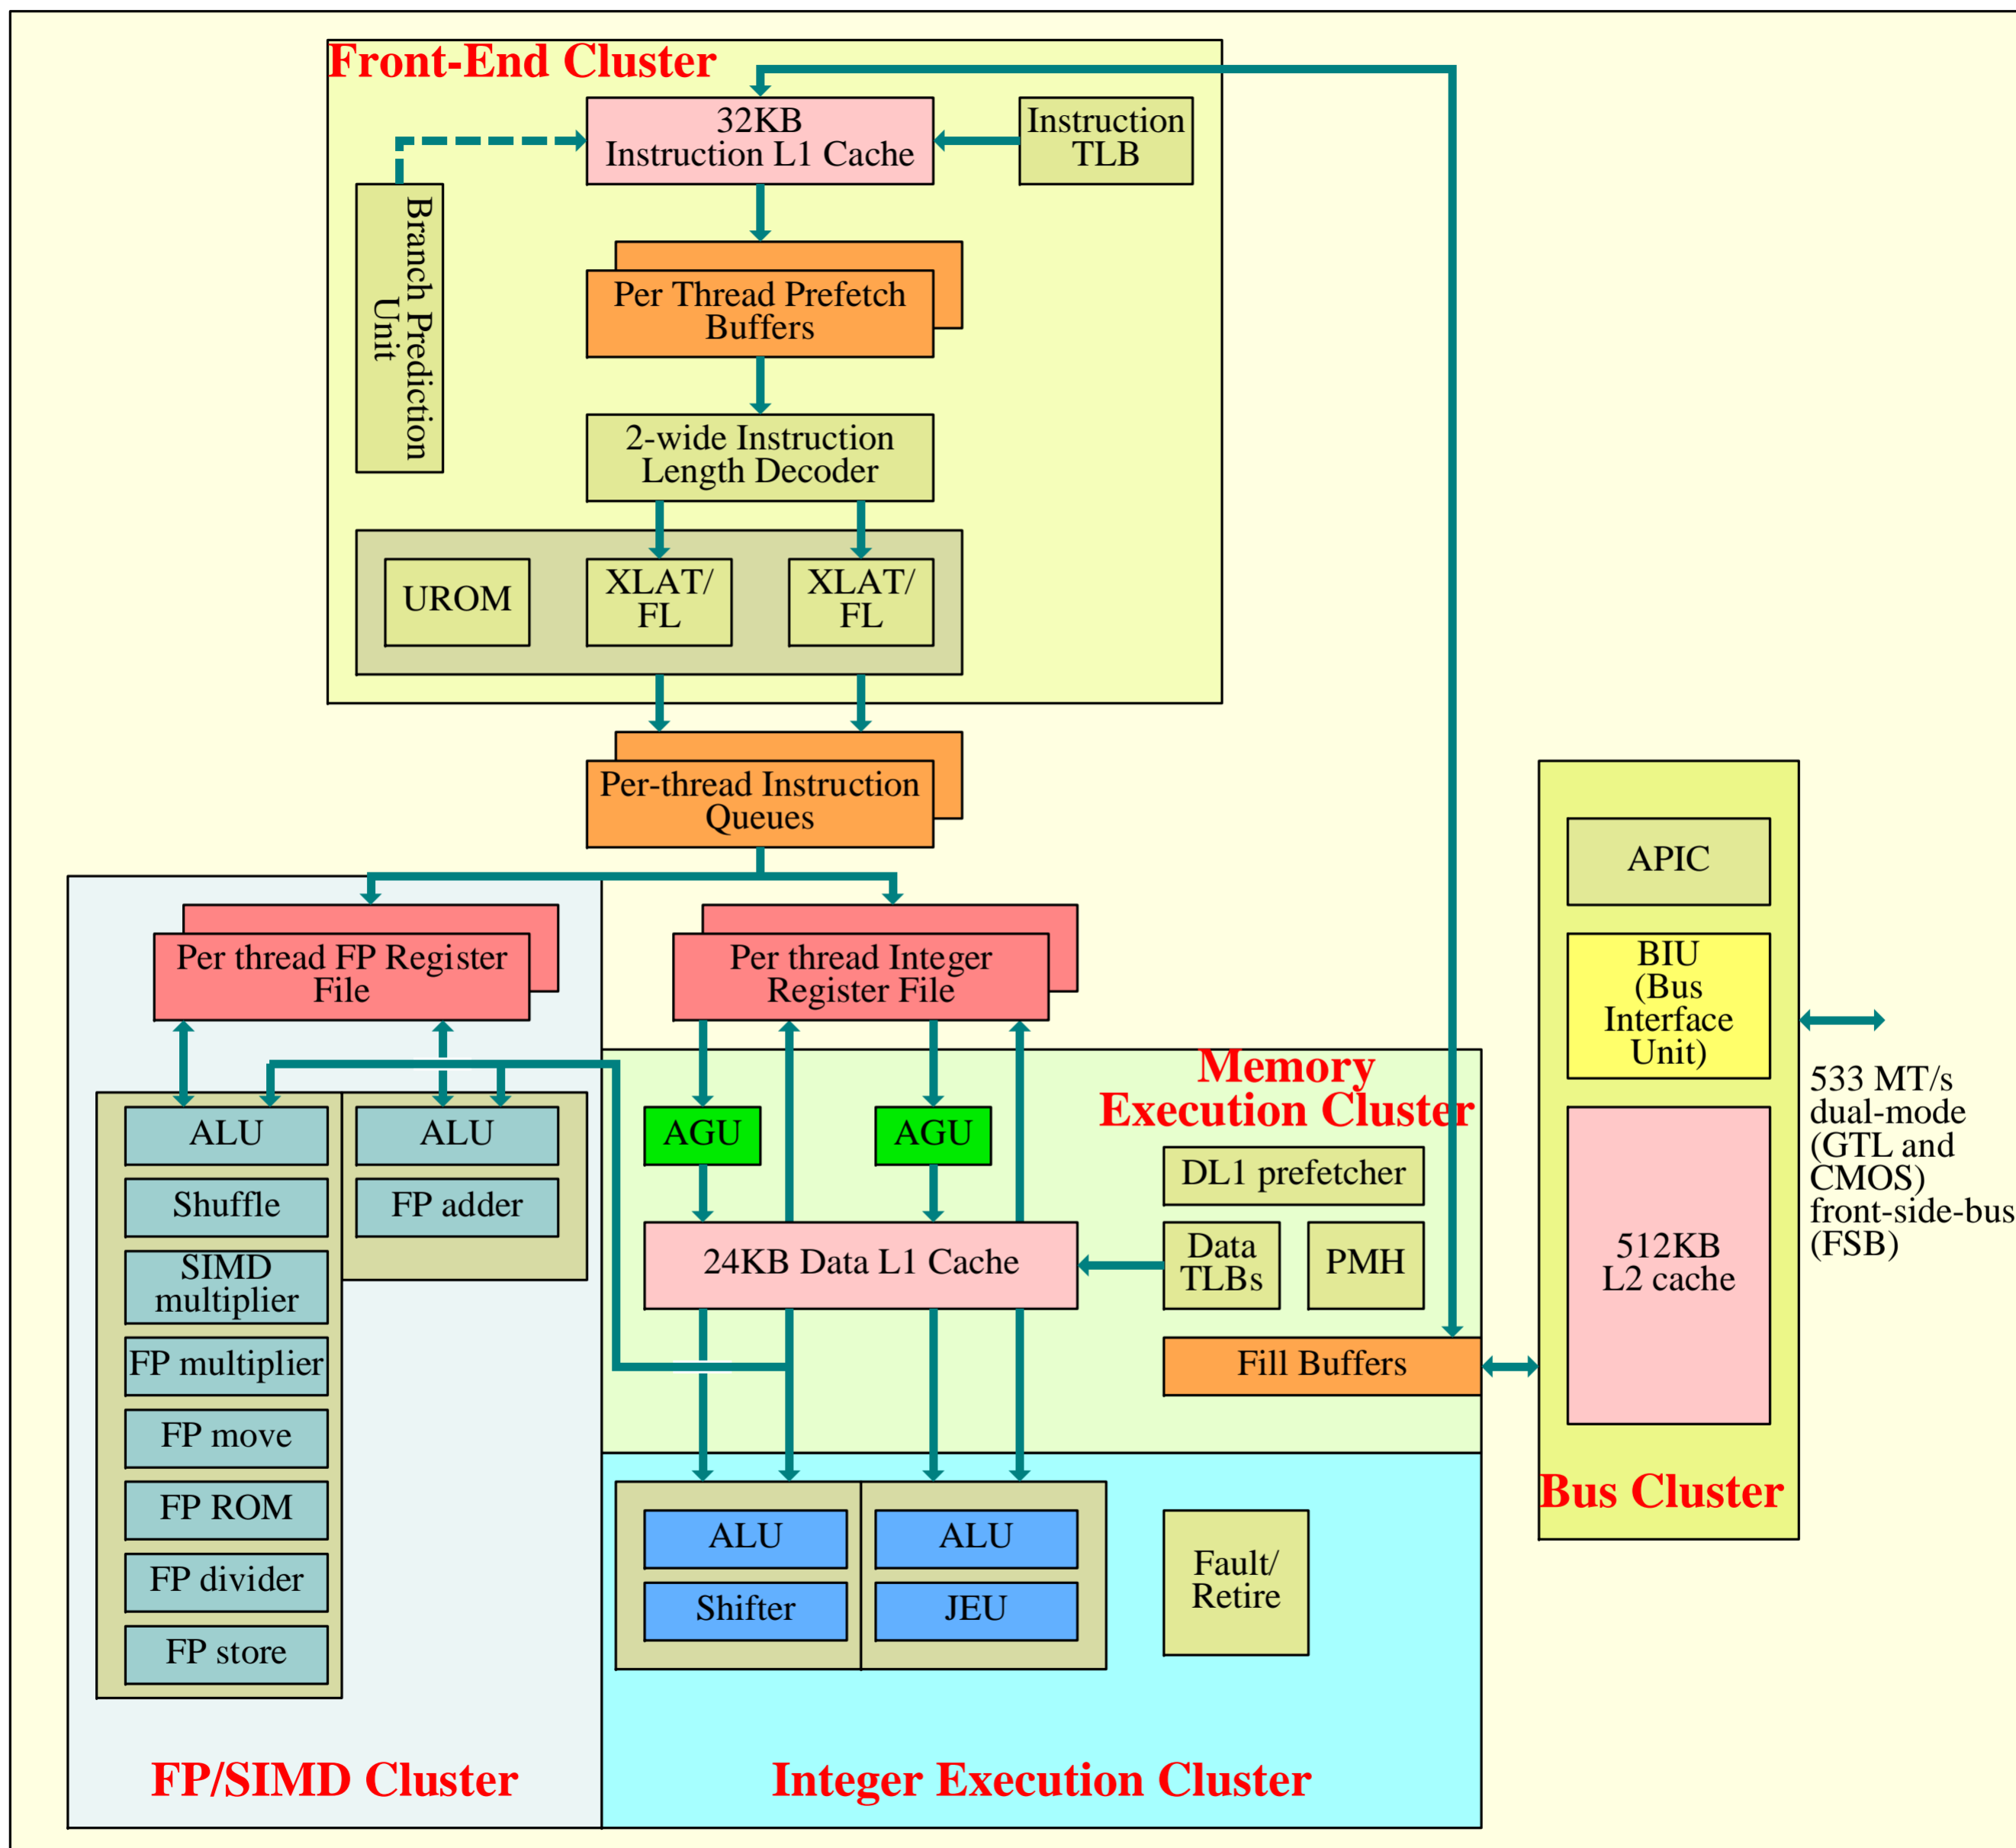 Front-End Cluster
32KB
Instruction L1 Cache
Instruction
TLB
Branch Prediction
Unit
Per Thread Prefetch
Buffers
2-wide Instruction
Length Decoder
UROM
XLAT/
FL
XLAT/
FL
Per-thread Instruction
Queues
Per thread FP Register
File
Per thread Integer
Register File
ALU
Shuffle
SIMD
multiplier
FP multiplier
FP move
FP ROM
FP divider
FP store
ALU
FP adder
FP/SIMD Cluster
Memory
Execution Cluster
AGU
AGU
DL1 prefetcher
24KB Data L1 Cache
Data
TLBs
PMH
Fill Buffers
ALU
Shifter
ALU
JEU
Fault/
Retire
Integer Execution Cluster
APIC
BIU
(Bus
Interface
Unit)
512KB
L2 cache
Bus Cluster
533 MT/s
dual-mode
(GTL and
CMOS)
front-side-bus
(FSB)